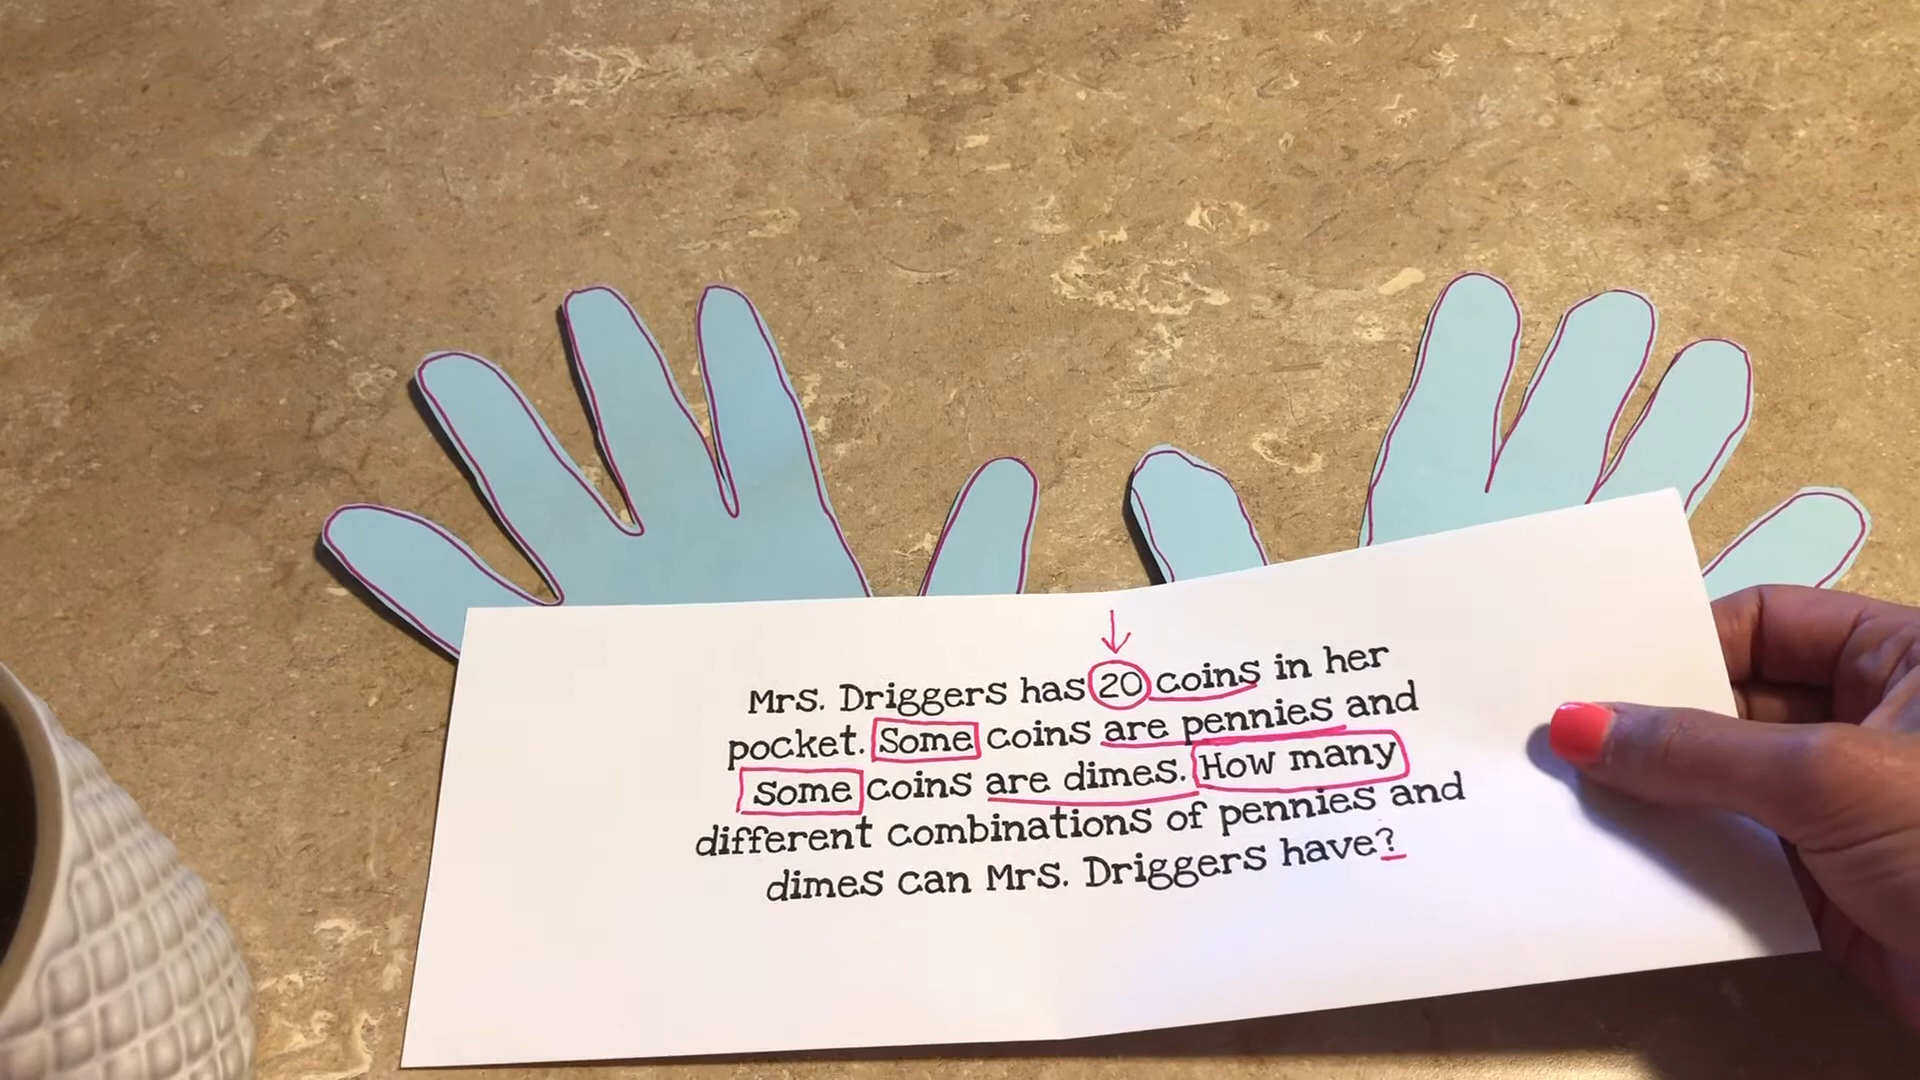 Mrs. Driggers has 20 coins in her
pocket. Some coins are pennies and
Some coins are dimes. How many
different combinations of pennies and
dimes can Mrs. Driggers have?